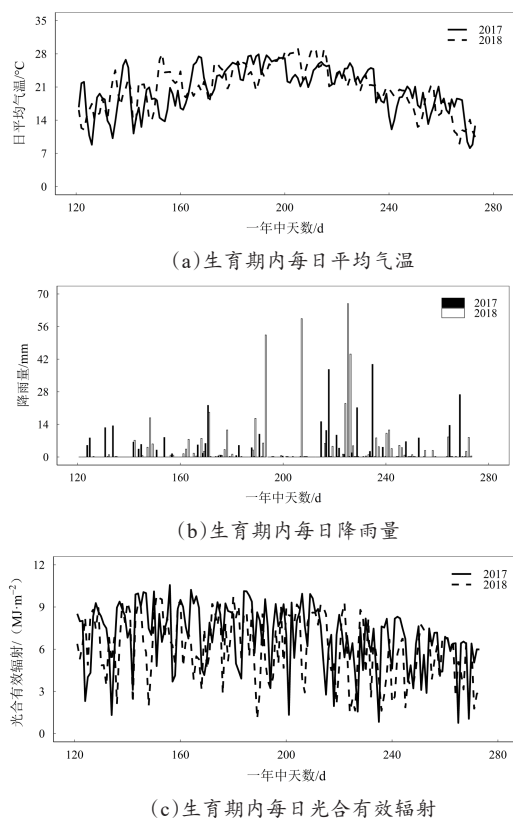 35
28
21
14
7
0
日平均气温/℃
2017
2018
120 160 200 240 280
一年中天数/d
(a)生育期内每日平均气温
70
56
42
28
14
0
降雨量/mm
2017
2018
120 160 200 240 280
一年中天数/d
(b)生育期内每日降雨量
12
9
6
3
0
光合有效辐射/(MJ·m⁻²)
2017
2018
120 160 200 240 280
一年中天数/d
(c)生育期内每日光合有效辐射